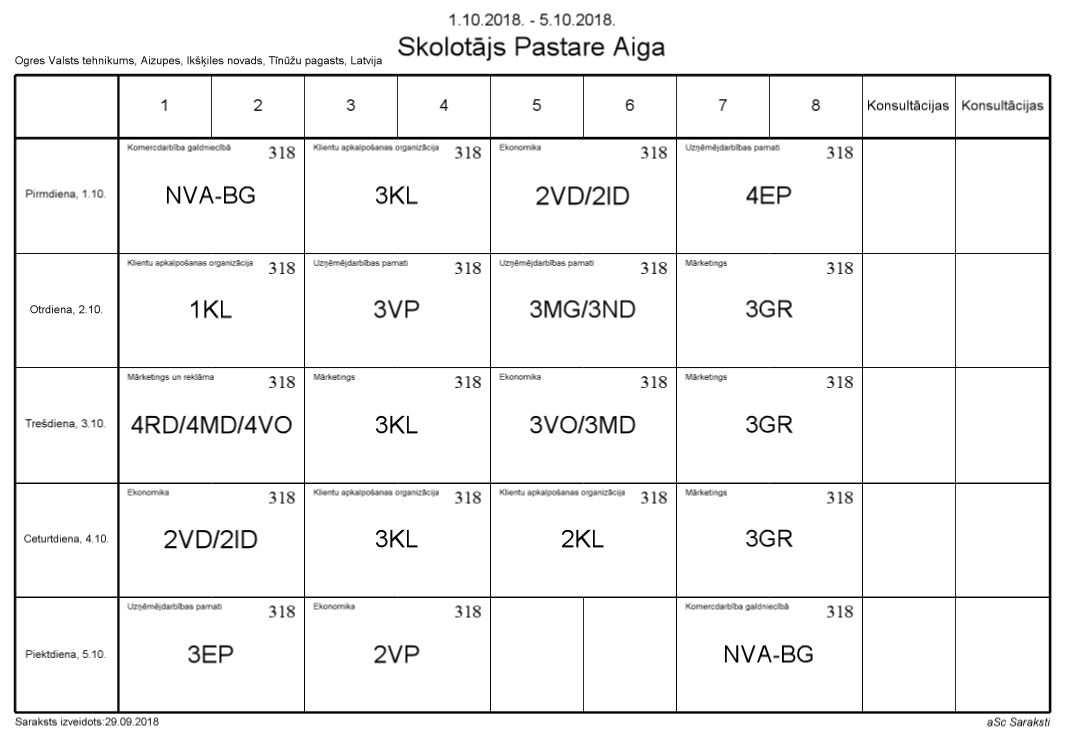 1.10.2018. - 5.10.2018.
Skolotājs Pastare Aiga
Ogres Valsts tehnikums, Aizupes, Ikšķiles novads, Tīnūžu pagasts, Latvija
1 2 3 4 5 6 7 8 Konsultācijas Konsultācijas
Komercdarbība galdniecībā 318 Klientu apkalpošanas organizācija 318 Ekonomika 318 Uzņēmējdarbības pamati 318
Pirmdiena, 1.10. NVA-BG 3KL 2VD/2ID 4EP
Klientu apkalpošanas organizācija 318 Uzņēmējdarbības pamati 318 Uzņēmējdarbības pamati 318 Mārketings 318
Otrdiena, 2.10. 1KL 3VP 3MG/3ND 3GR
Mārketings un reklāma 318 Mārketings 318 Ekonomika 318 Mārketings 318
Trešdiena, 3.10. 4RD/4MD/4VO 3KL 3VO/3MD 3GR
Ekonomika 318 Klientu apkalpošanas organizācija 318 Klientu apkalpošanas organizācija 318 Mārketings 318
Ceturtdiena, 4.10. 2VD/2ID 3KL 2KL 3GR
Uzņēmējdarbības pamati 318 Ekonomika 318 Komercdarbība galdniecībā 318
Piektdiena, 5.10. 3EP 2VP NVA-BG
Saraksts izveidots:29.09.2018 aSc Saraksti